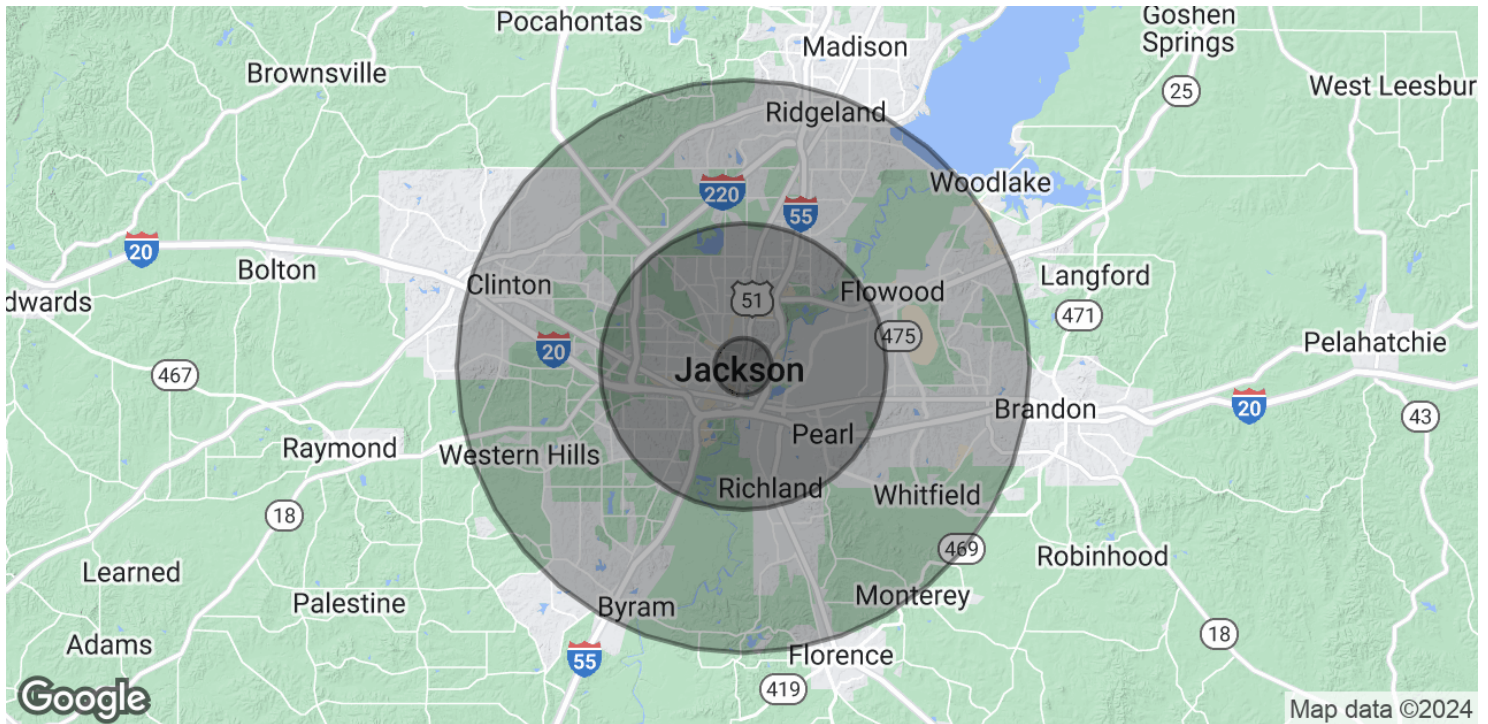 Pocahontas
Goshen
Springs
Madison
Brownsville
West Leesbur
25
Ridgeland
220
Woodlake
55
20
Bolton
Clinton
Langford
dwards
Flowood
51
471
475
20
Pelahatchie
467
Jackson
20
Brandon
43
Pearl
Raymond
Western Hills
Richland
Whitfield
18
469
Robinhood
Learned
Palestine
Byram
Monterey
18
Adams
55
Florence
419
Google
Map data ©2024